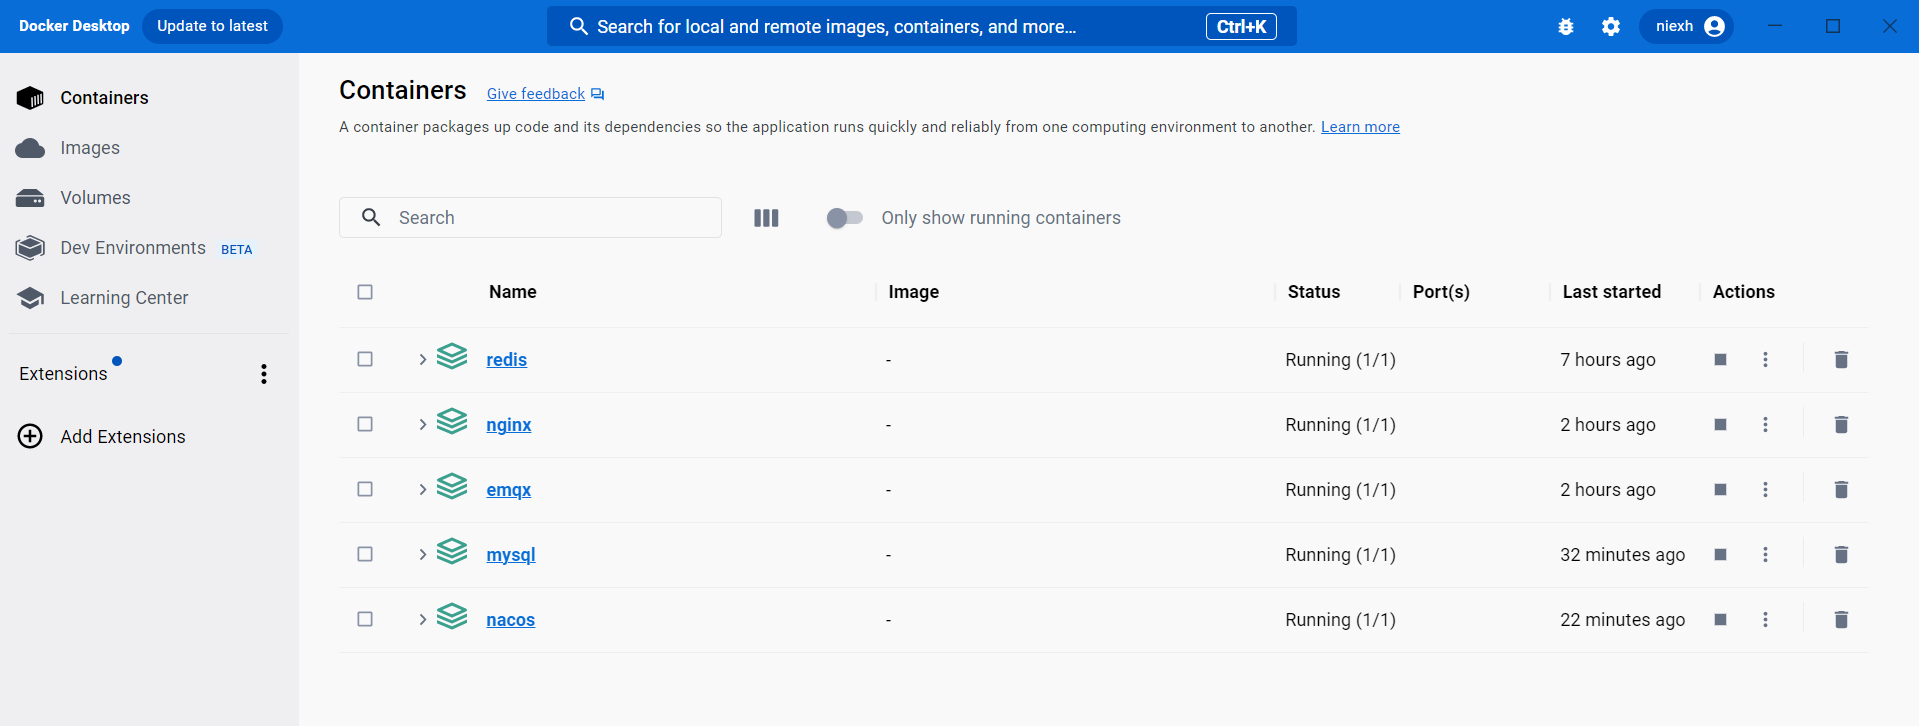 Docker Desktop Update to latest Search for local and remote images, containers, and more... Ctrl+K niexh
Containers
Images
Volumes
Dev Environments BETA
Learning Center
Extensions
Add Extensions
Containers Give feedback
A container packages up code and its dependencies so the application runs quickly and reliably from one computing environment to another. Learn more
Search Only show running containers
Name Image Status Port(s) Last started Actions
redis - Running (1/1) 7 hours ago
nginx - Running (1/1) 2 hours ago
emqx - Running (1/1) 2 hours ago
mysql - Running (1/1) 32 minutes ago
nacos - Running (1/1) 22 minutes ago